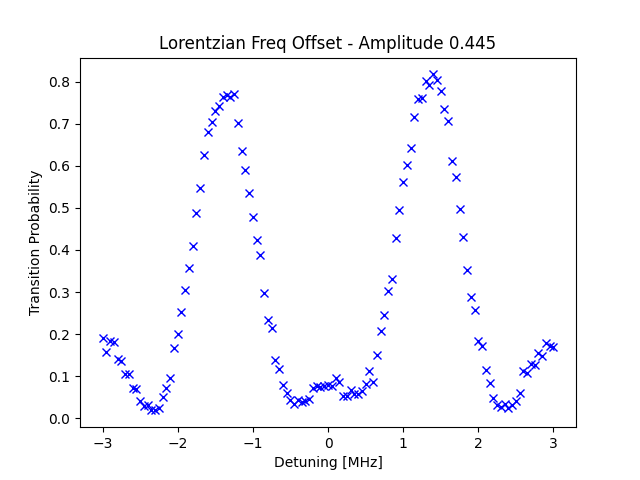 Lorentzian Freq Offset - Amplitude 0.445
Transition Probability
0.8
0.7
0.6
0.5
0.4
0.3
0.2
0.1
0.0
−3 −2 −1 0 1 2 3
Detuning [MHz]